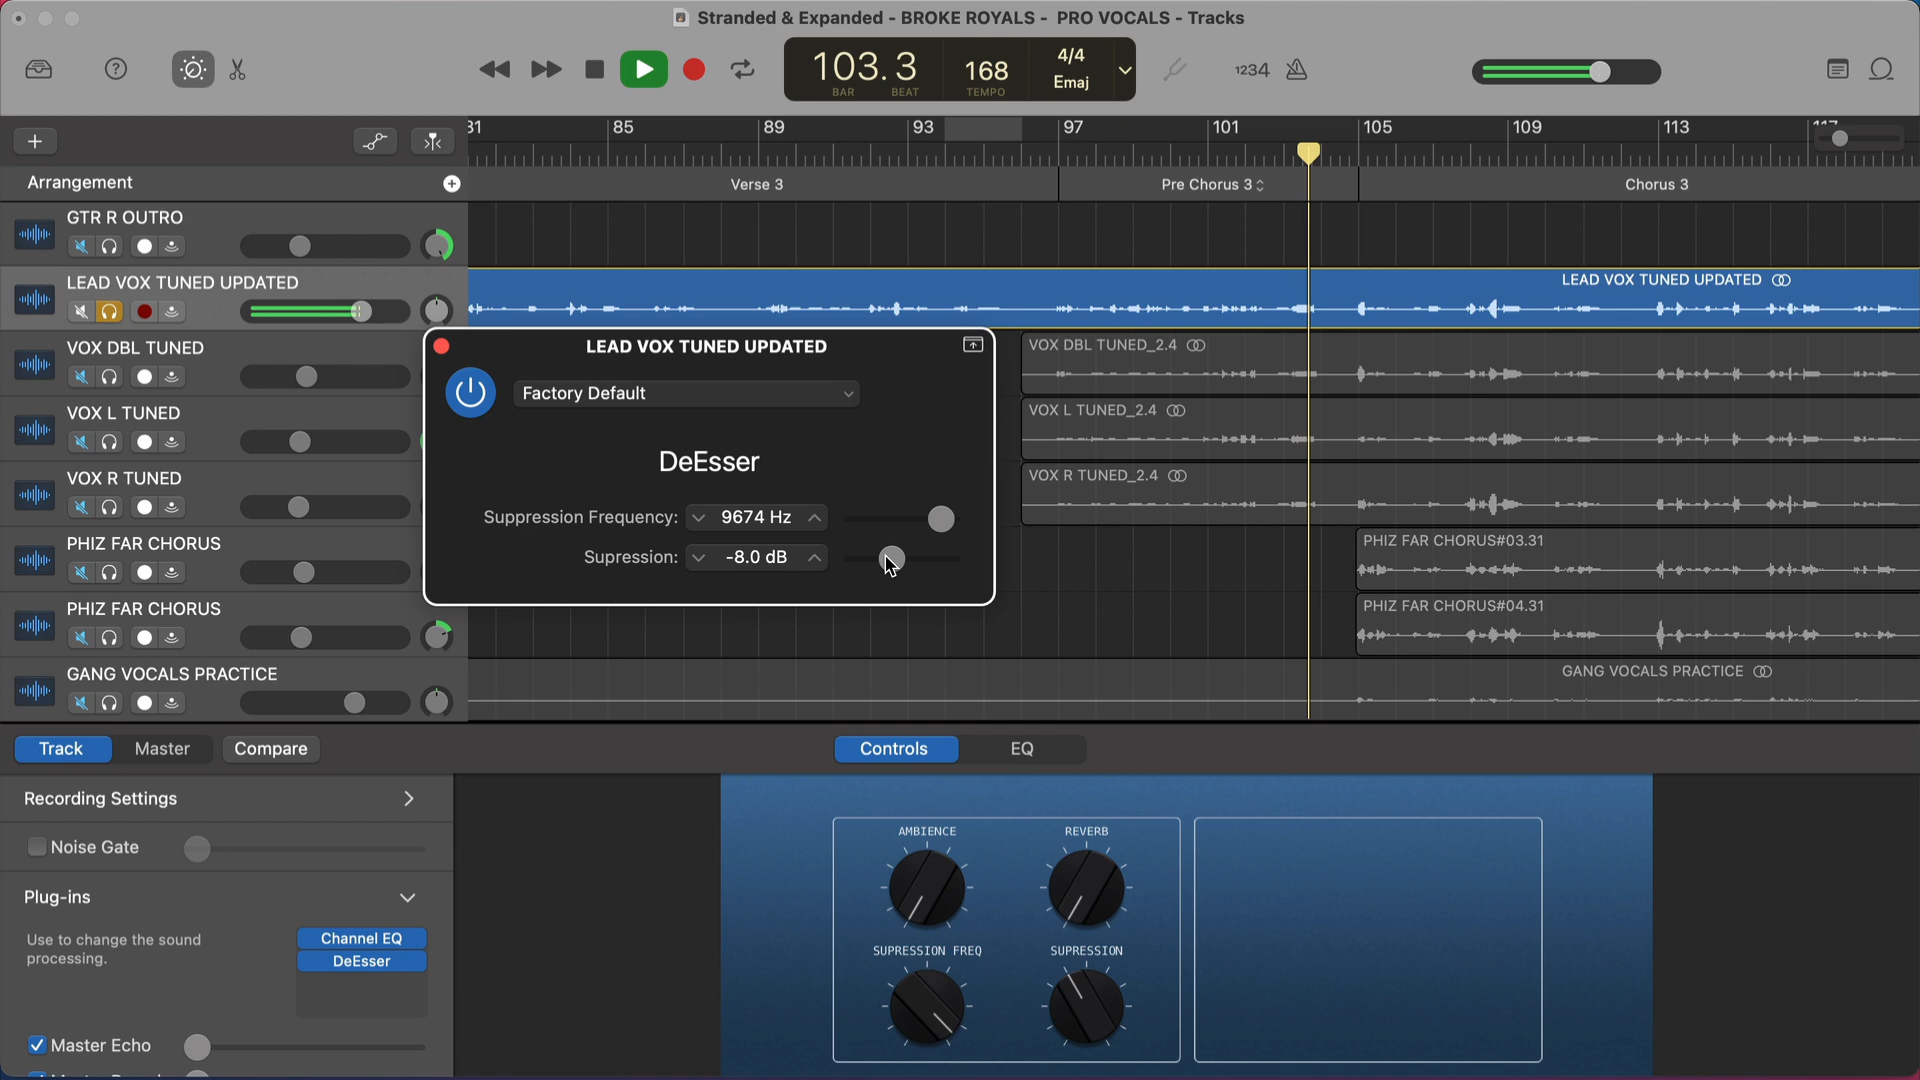 Stranded & Expanded - BROKE ROYALS - PRO VOCALS - Tracks
103.3
BAR BEAT
168
TEMPO
4/4
Emaj
1234
85 89 93 97 101 105 109 113
Arrangement
Verse 3
Pre Chorus 3
Chorus 3
GTR R OUTRO
LEAD VOX TUNED UPDATED
LEAD VOX TUNED UPDATED
VOX DBL TUNED
VOX DBL TUNED_2.4
VOX L TUNED
VOX L TUNED_2.4
VOX R TUNED
VOX R TUNED_2.4
PHIZ FAR CHORUS
PHIZ FAR CHORUS#03.31
PHIZ FAR CHORUS
PHIZ FAR CHORUS#04.31
GANG VOCALS PRACTICE
GANG VOCALS PRACTICE
LEAD VOX TUNED UPDATED
Factory Default
DeEsser
Suppression Frequency: 9674 Hz
Supression: -8.0 dB
Track
Master
Compare
Controls
EQ
Recording Settings
Noise Gate
Plug-ins
Use to change the sound
processing.
Channel EQ
DeEsser
Master Echo
AMBIENCE
REVERB
SUPRESSION FREQ
SUPRESSION